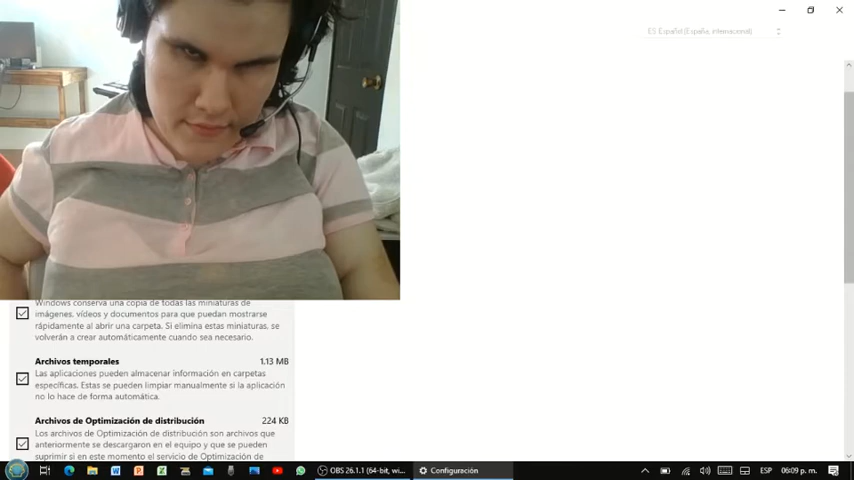 ES Español (España, internacional)
Windows conserva una copia de todas las miniaturas de
imágenes, vídeos y documentos para que puedan mostrarse
rápidamente al abrir una carpeta. Si elimina estas miniaturas, se
volverán a crear automáticamente cuando sea necesario.
Archivos temporales 1.13 MB
Las aplicaciones pueden almacenar información en carpetas
específicas. Estas se pueden limpiar manualmente si la aplicación
no lo hace de forma automática.
Archivos de Optimización de distribución 224 KB
Los archivos de Optimización de distribución son archivos que
anteriormente se descargaron en el equipo y que se pueden
suprimir si en este momento el servicio de Optimización de
OBS 26.1.1 (64-bit, wi... Configuración ESP 06:09 p. m.